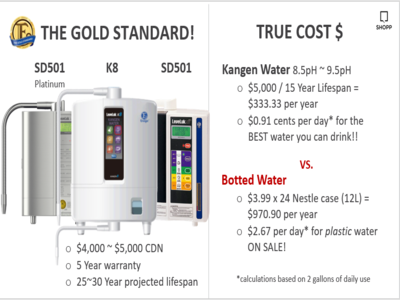 THE GOLD STANDARD!
SD501 K8 SD501
Platinum
o $4,000 ~ $5,000 CDN
o 5 Year warranty
o 25~30 Year projected lifespan
SHOPP
TRUE COST $
Kangen Water 8.5pH ~ 9.5pH
o $5,000 / 15 Year Lifespan =
$333.33 per year
o $0.91 cents per day* for the
BEST water you can drink!!
VS.
Botted Water
o $3.99 x 24 Nestle case (12L) =
$970.90 per year
o $2.67 per day* for plastic water
ON SALE!
*calculations based on 2 gallons of daily use